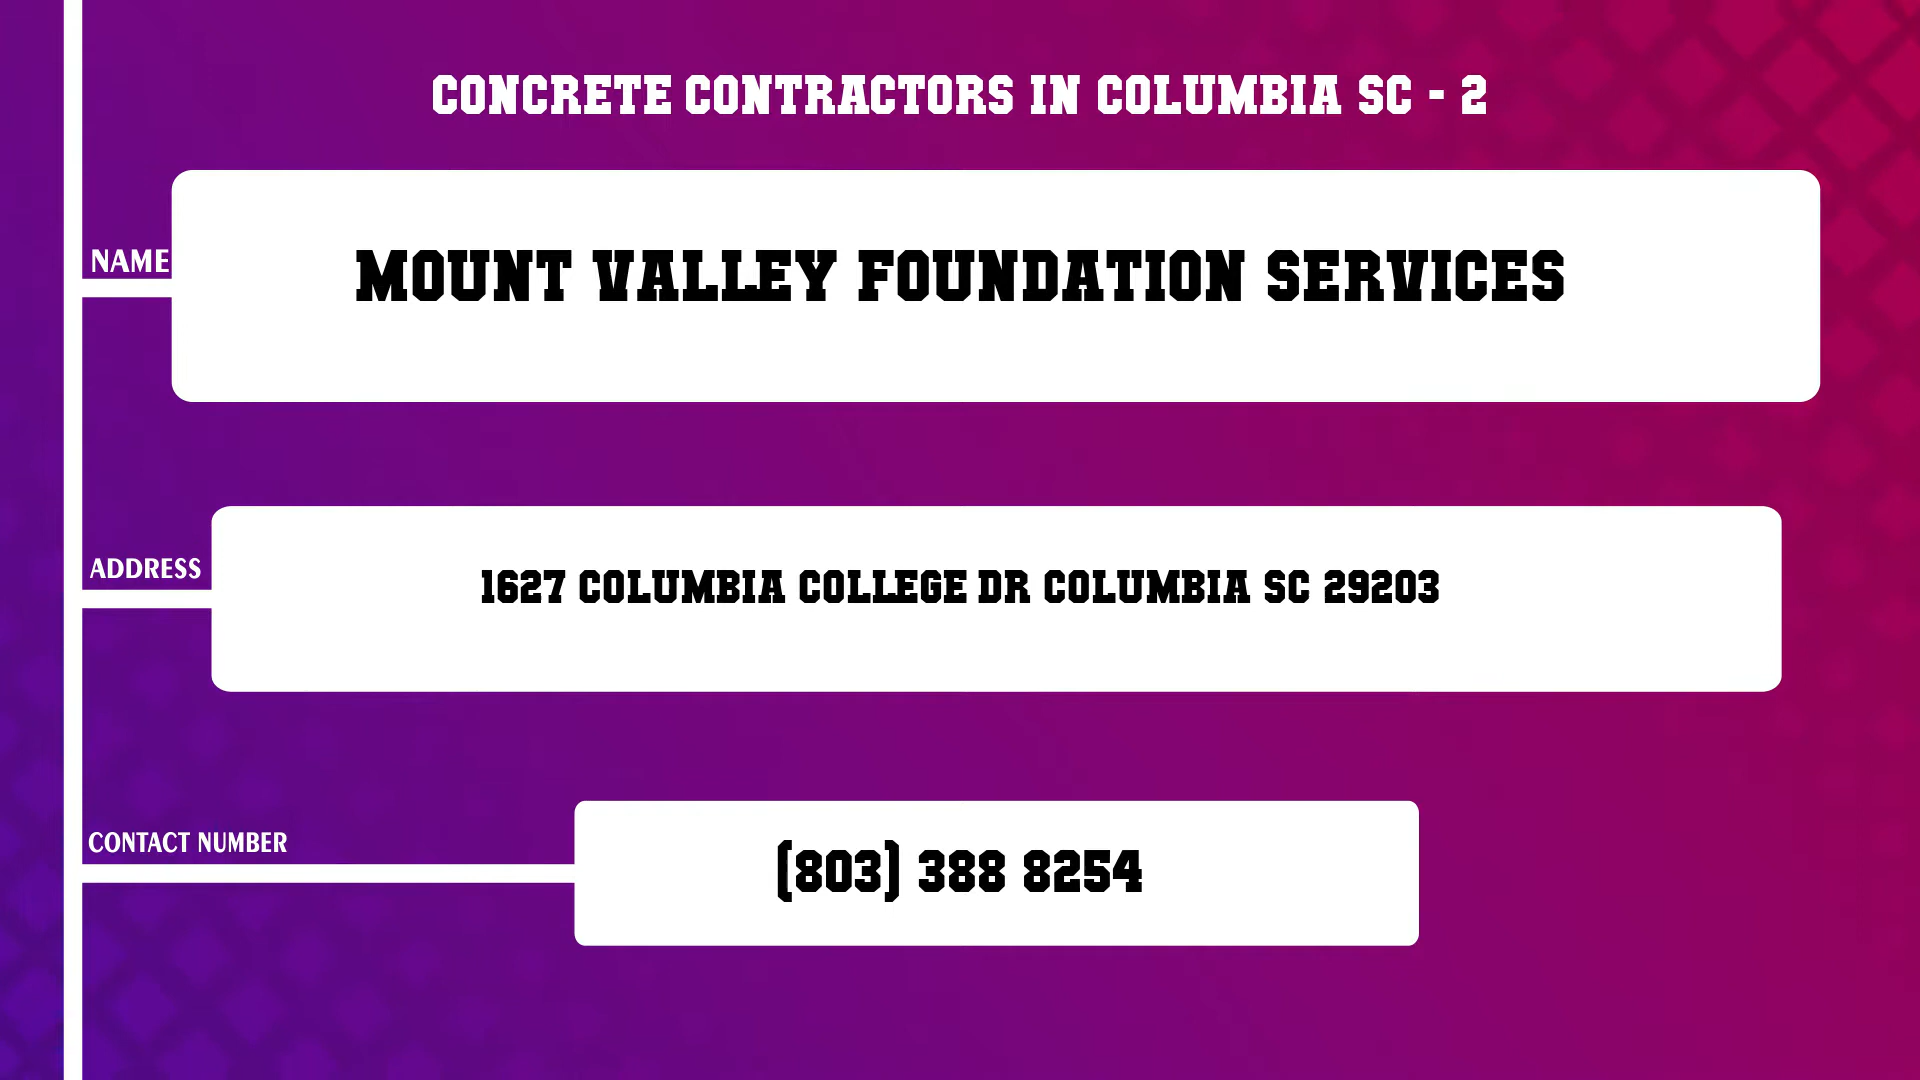 CONCRETE CONTRACTORS IN COLUMBIA SC - 2
NAME
MOUNT VALLEY FOUNDATION SERVICES
ADDRESS
1627 COLUMBIA COLLEGE DR COLUMBIA SC 29203
CONTACT NUMBER
(803) 388 8254